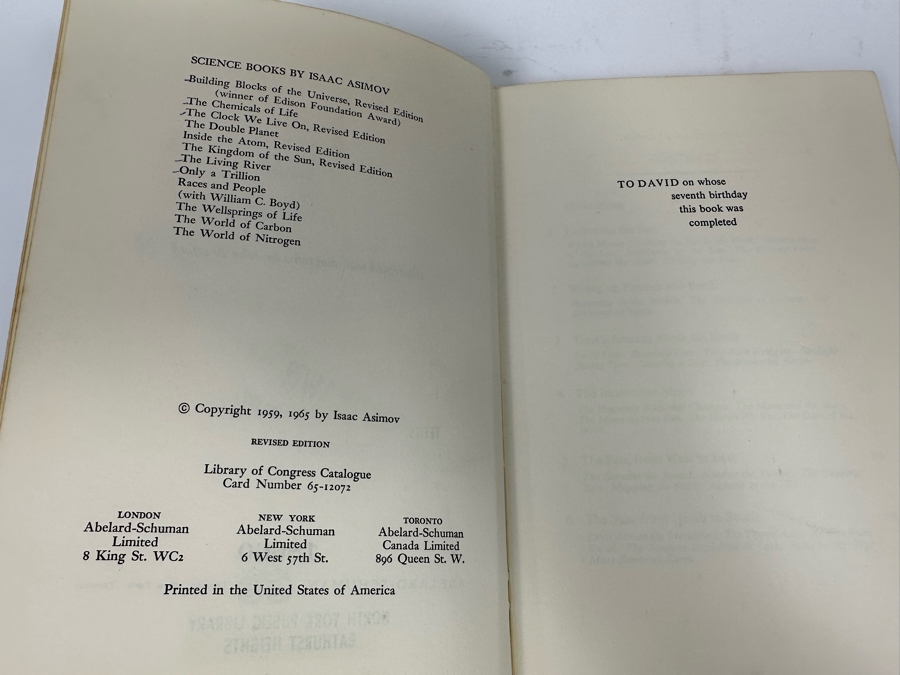 SCIENCE BOOKS BY ISAAC ASIMOV
Building Blocks of the Universe, Revised Edition
(winner of Edison Foundation Award)
The Chemicals of Life
The Clock We Live On, Revised Edition
The Double Planet
Inside the Atom, Revised Edition
The Kingdom of the Sun, Revised Edition
The Living River
Only a Trillion
Races and People
(with William C. Boyd)
The Wellsprings of Life
The World of Carbon
The World of Nitrogen
© Copyright 1959, 1965 by Isaac Asimov
REVISED EDITION
Library of Congress Catalogue
Card Number 65-12072
LONDON
Abelard-Schuman
Limited
8 King St. WC2
NEW YORK
Abelard-Schuman
Limited
6 West 57th St.
TORONTO
Abelard-Schuman
Canada Limited
896 Queen St. W.
Printed in the United States of America
NORTH YORK PUBLIC LIBRARY
BATHURST HEIGHTS
TO DAVID on whose
seventh birthday
this book was
completed